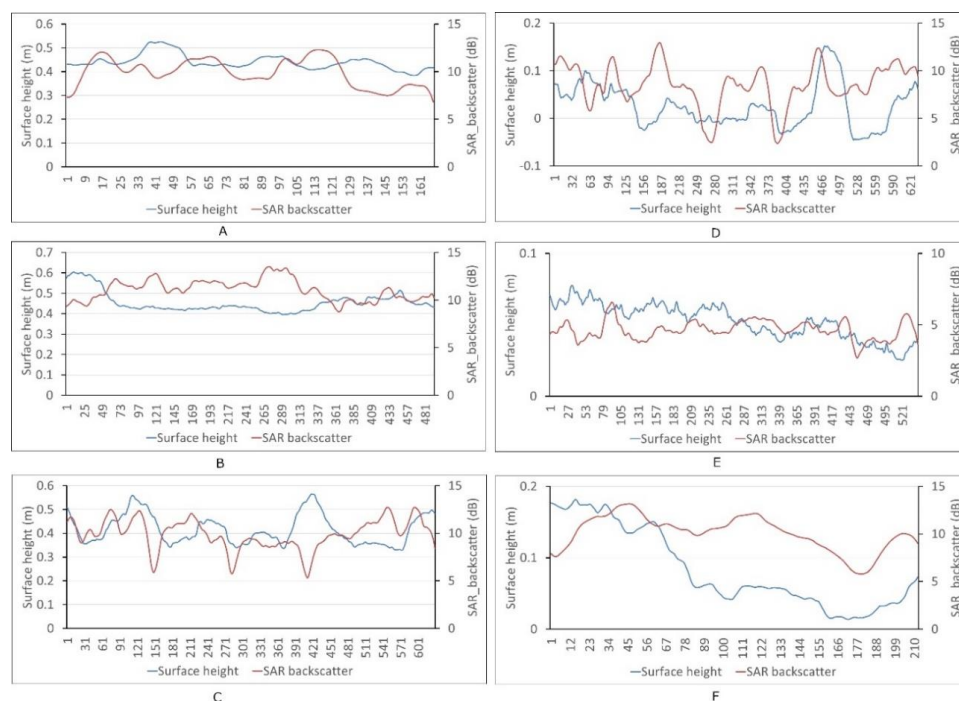 0.6
0.5
0.4
0.3
0.2
0.1
0
Surface height (m)
15
10
5
0
SAR_backscatter (dB)
1 9 17 25 33 41 49 57 65 73 81 89 97 105 113 121 129 137 145 153 161
Surface height SAR backscatter
A
0.2
0.1
0
-0.1
Surface height (m)
15
10
5
0
SAR_backscatter (dB)
1 32 63 94 125 156 187 218 249 280 311 342 373 404 435 466 497 528 559 590 621
Surface height SAR backscatter
D
0.7
0.6
0.5
0.4
0.3
0.2
0.1
0
Surface height (m)
15
10
5
0
SAR_backscatter (dB)
1 25 49 73 97 121 145 169 193 217 241 265 289 313 337 361 385 409 433 457 481
Surface height SAR backscatter
B
0.1
0
Surface height (m)
10
5
0
SAR_backscatter (dB)
1 27 53 79 105 131 157 183 209 235 261 287 313 339 365 391 417 443 469 495 521
Surface height SAR backscatter
E
0.6
0.5
0.4
0.3
0.2
0.1
0
Surface height (m)
15
10
5
0
SAR_backscatter (dB)
1 31 61 91 121 151 181 211 241 271 301 331 361 391 421 451 481 511 541 571 601
Surface height SAR backscatter
C
0.2
0.1
0
Surface height (m)
15
10
5
0
SAR_backscatter (dB)
1 12 23 34 45 56 67 78 89 100 111 122 133 144 155 166 177 188 199 210
Surface height SAR backscatter
F